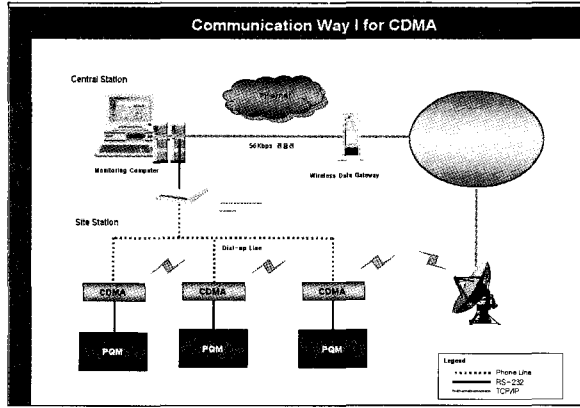 Communication Way I for CDMA
Central Station
Internet
56Kbps 전용선
Monitoring Computer
Wireless Data Gateway
Site Station
Dial-up Line
CDMA
CDMA
CDMA
PQM
PQM
PQM
Legend
Phone Line
RS-232
TCP/IP